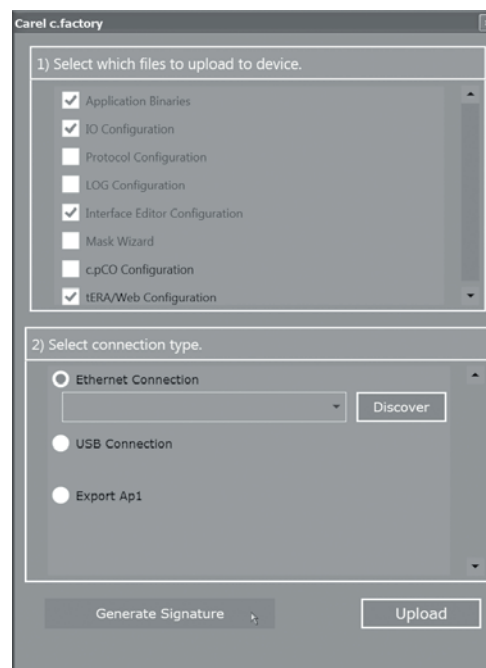 Carel c.factory
1) Select which files to upload to device.
Application Binaries
IO Configuration
Protocol Configuration
LOG Configuration
Interface Editor Configuration
Mask Wizard
c.pCO Configuration
tERA/Web Configuration
2) Select connection type.
Ethernet Connection
Discover
USB Connection
Export Ap1
Generate Signature
Upload